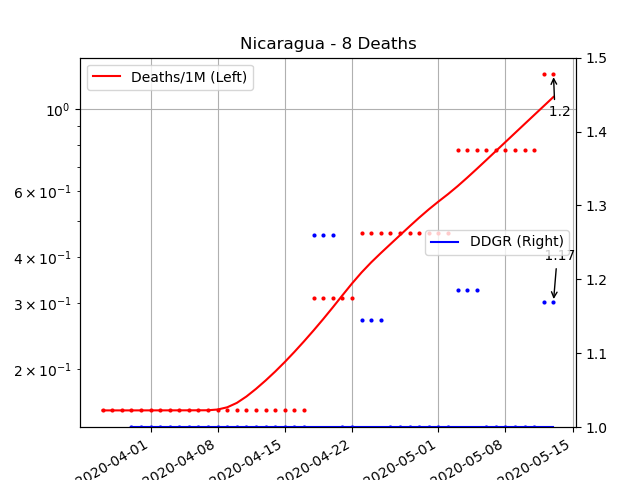 Nicaragua - 8 Deaths
Deaths/1M (Left)
DDGR (Right)
10⁰
6 × 10⁻¹
4 × 10⁻¹
3 × 10⁻¹
2 × 10⁻¹
1.5
1.4
1.3
1.2
1.1
1.0
1.2
1.17
2020-04-01
2020-04-08
2020-04-15
2020-04-22
2020-05-01
2020-05-08
2020-05-15